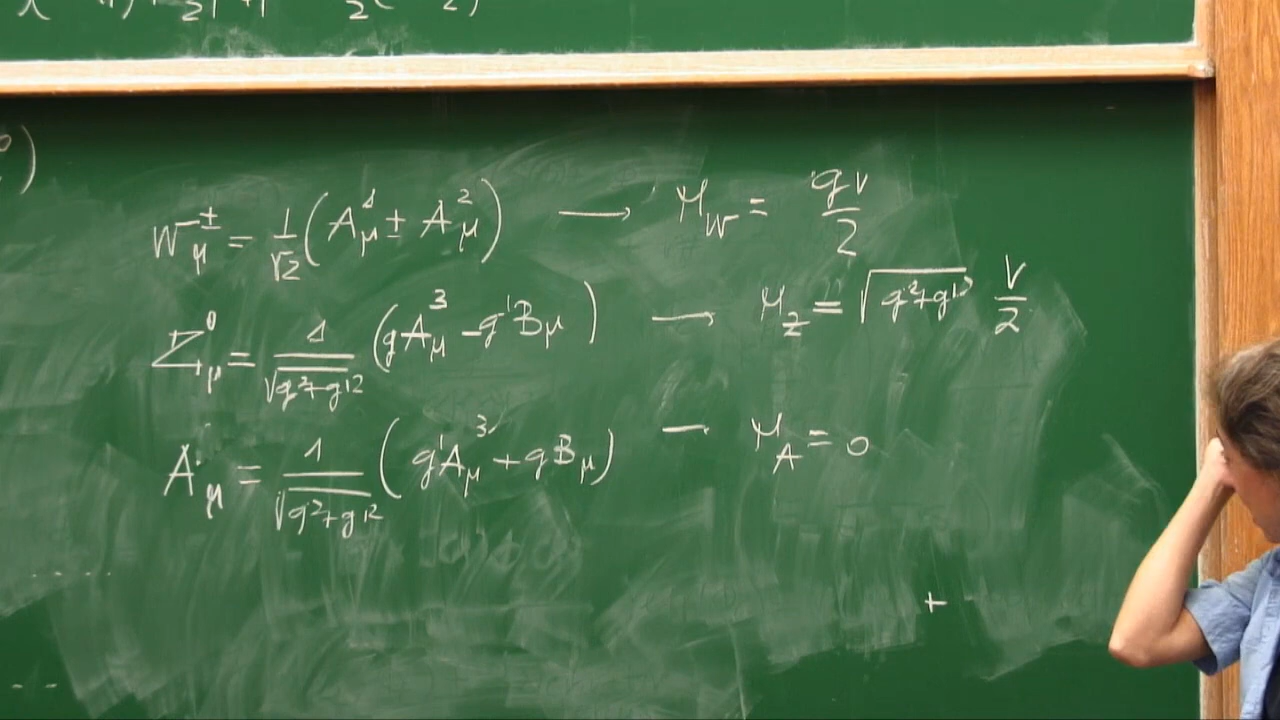 W^±_μ = 1/√2 (A^1_μ ± A^2_μ) ⟶ M_W = gv/2
Z^0_μ = 1/√(g²+g'²) (gA^3_μ − g'B_μ) ⟶ M_Z = √(g²+g'²) v/2
A_μ = 1/√(g²+g'²) (g'A^3_μ + gB_μ) — M_A = 0
+